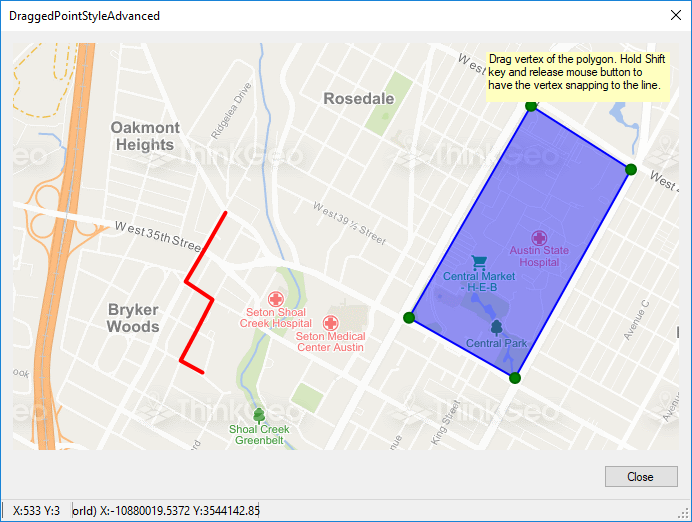 DraggedPointStyleAdvanced
Drag vertex of the polygon. Hold Shift
key and release mouse button to
have the vertex snapping to the line.
West
Rosedale
Ridgelea Drive
Oakmont
Heights
ThinkGeo
ThinkGeo
West 39 ½ Street
West 35th Street
Austin State
Hospital
Central Market
- H-E-B
Bryker
Woods
Seton Shoal
Creek Hospital
Seton Medical
Center Austin
Avenue C
Central Park
ook
ThinkGeo
ThinkGeo
King Street
Shoal Creek
Greenbelt
Close
X:533 Y:3
orld) X:-10880019.5372 Y:3544142.85